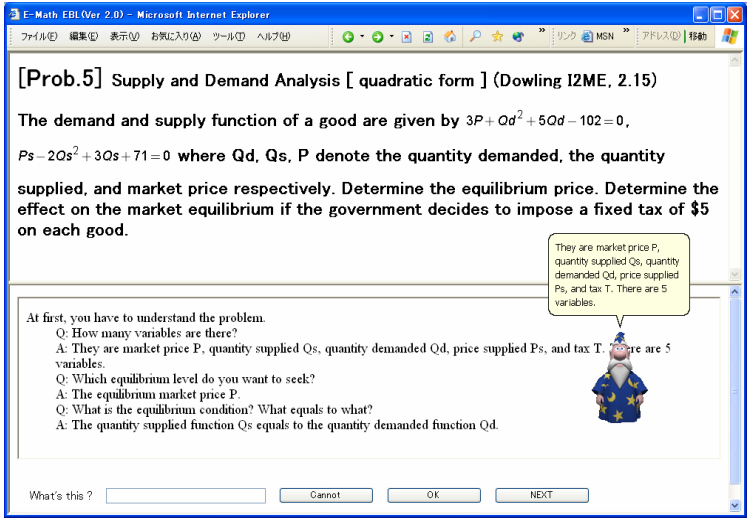 E-Math EBL(Ver 2.0) - Microsoft Internet Explorer
ファイル(F) 編集(E) 表示(V) お気に入り(A) ツール(T) ヘルプ(H) » リンク MSN » アドレス(D) 移動
[Prob.5] Supply and Demand Analysis [ quadratic form ] (Dowling I2ME, 2.15)
The demand and supply function of a good are given by 3P + Qd² + 5Qd − 102 = 0,
Ps − 2Qs² + 3Qs + 71 = 0 where Qd, Qs, P denote the quantity demanded, the quantity
supplied, and market price respectively. Determine the equilibrium price. Determine the
effect on the market equilibrium if the government decides to impose a fixed tax of $5
on each good.
They are market price P,
quantity supplied Qs, quantity
demanded Qd, price supplied
Ps, and tax T. There are 5
variables.
At first, you have to understand the problem.
Q: How many variables are there?
A: They are market price P, quantity supplied Qs, quantity demanded Qd, price supplied Ps, and tax T. re are 5
variables.
Q: Which equilibrium level do you want to seek?
A: The equilibrium market price P.
Q: What is the equilibrium condition? What equals to what?
A: The quantity supplied function Qs equals to the quantity demanded function Qd.
What's this ? Cannot OK NEXT